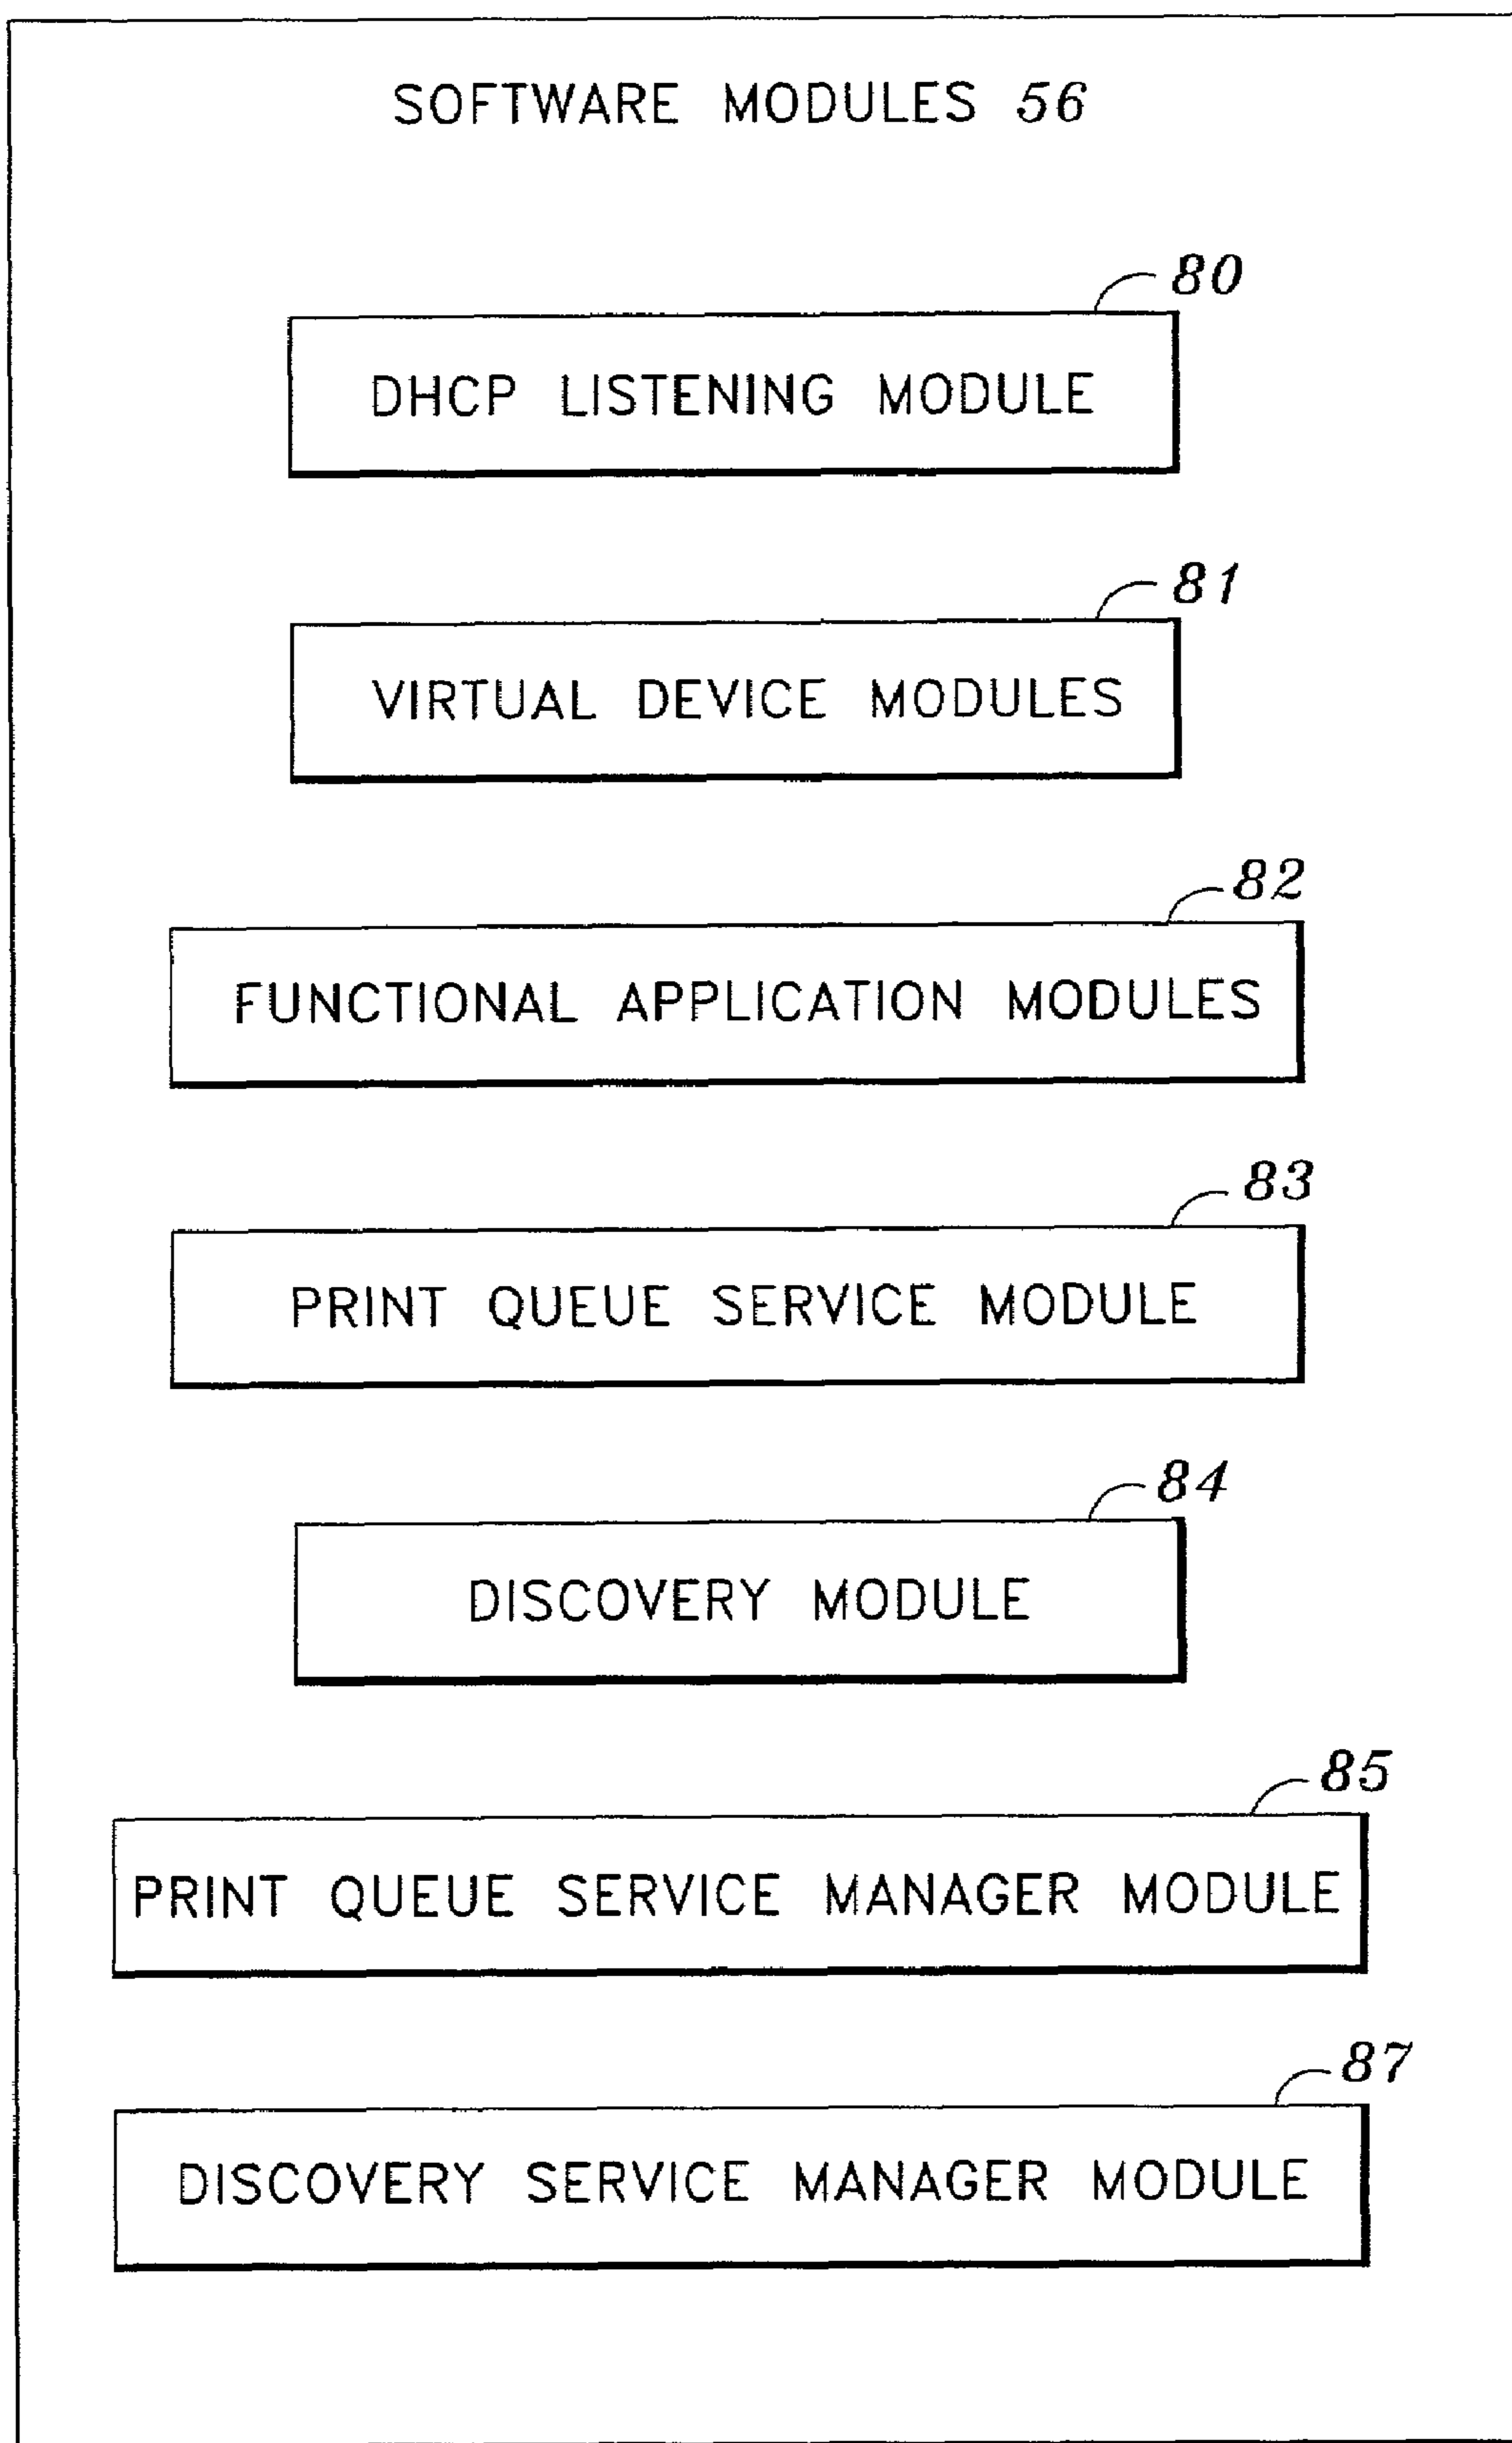 SOFTWARE MODULES 56
80
DHCP LISTENING MODULE
81
VIRTUAL DEVICE MODULES
82
FUNCTIONAL APPLICATION MODULES
83
PRINT QUEUE SERVICE MODULE
84
DISCOVERY MODULE
85
PRINT QUEUE SERVICE MANAGER MODULE
87
DISCOVERY SERVICE MANAGER MODULE